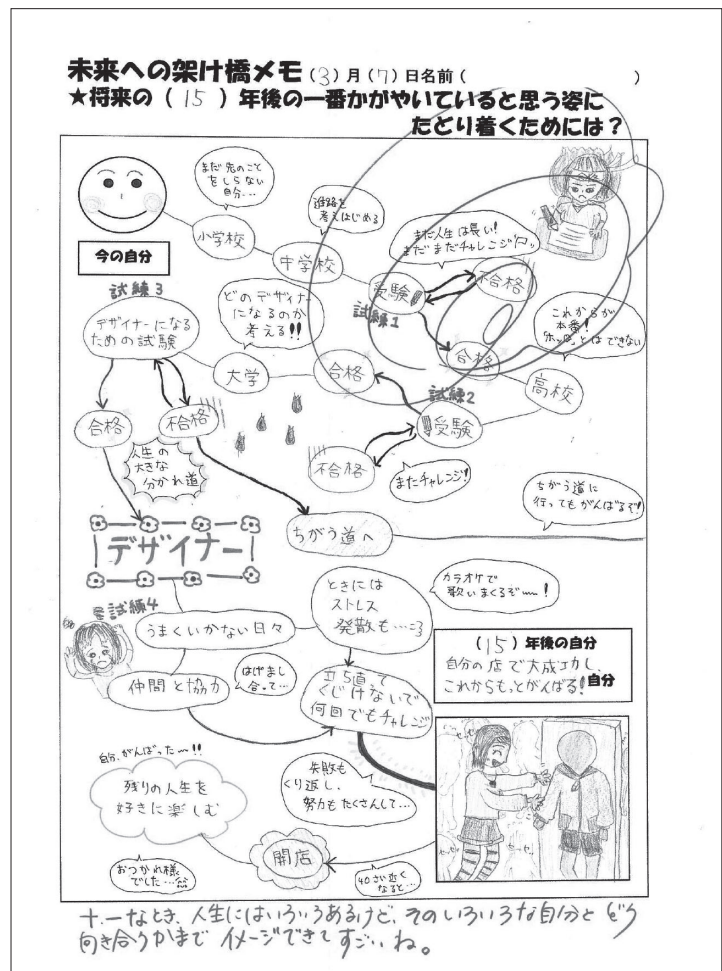 未来への架け橋メモ(3)月(7)日名前(　　　)
★将来の(15)年後の一番かがやいていると思う姿に
たどり着くためには?
今の自分
まだ先のこと
をしらない
自分…
小学校
進路を
考えはじめる
中学校
受験
試練1
まだ人生は長い!
まだまだチャレンジ
不合格
合格
これからが
本番!
「ホッ」とはできない
高校
試練2
受験
不合格
またチャレンジ!
合格
大学
どのデザイナー
になるのか
考える!!
試練3
デザイナーになる
ための試験
合格
不合格
人生の
大きな
分かれ道
ちがう道へ
ちがう道に
行ってもがんばるぞ!
デザイナー
試練4
うまくいかない日々
ときには
ストレス
発散も…
カラオケで
歌いまくるぞー!
仲間と協力
はげまし
合って…
立ち直って
くじけないで
何回でもチャレンジ
失敗も
くり返し、
努力もたくさんして…
40さい近く
なると…
開店
おつかれ様
でした…
残りの人生を
好きに楽しむ
自分、がんばったー!!
(15)年後の自分
自分の店で大成功し、
これからもっとがんばる!自分
セッセッ
人生にはいろいろあるけど、そのいろいろな自分とどう
向き合うかまでイメージできてすごいね。